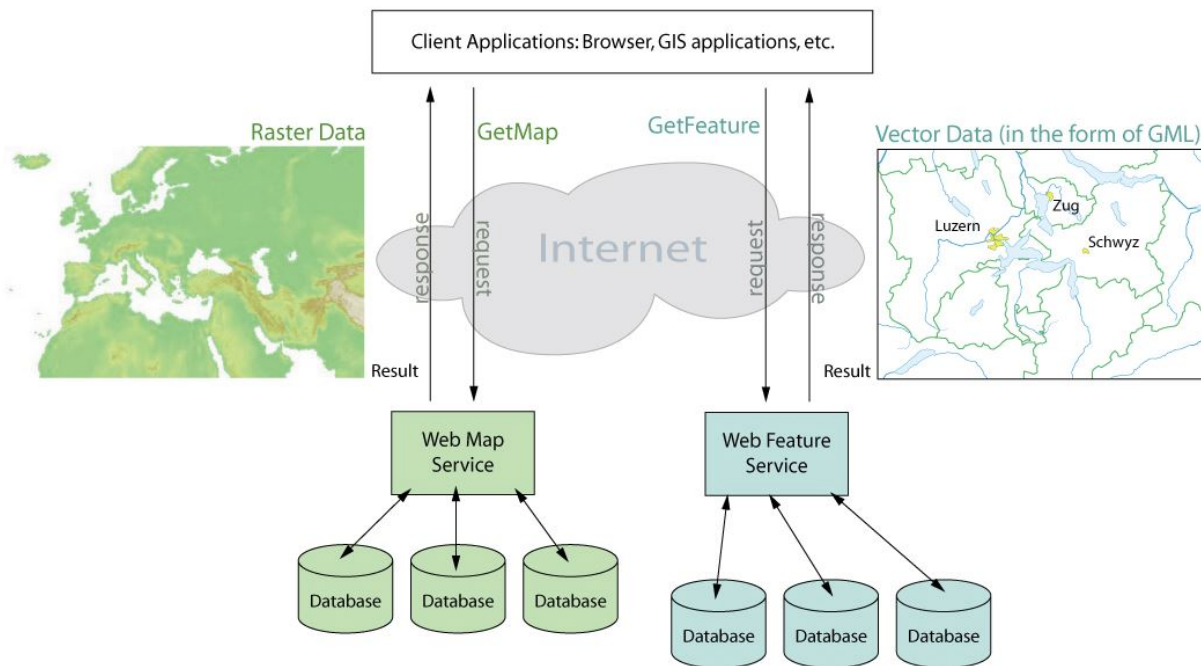 Client Applications: Browser, GIS applications, etc.
Raster Data
GetMap
GetFeature
Vector Data (in the form of GML)
response
request
Internet
request
response
Zug
Luzern
Schwyz
Result
Result
Web Map
Service
Web Feature
Service
Database
Database
Database
Database
Database
Database